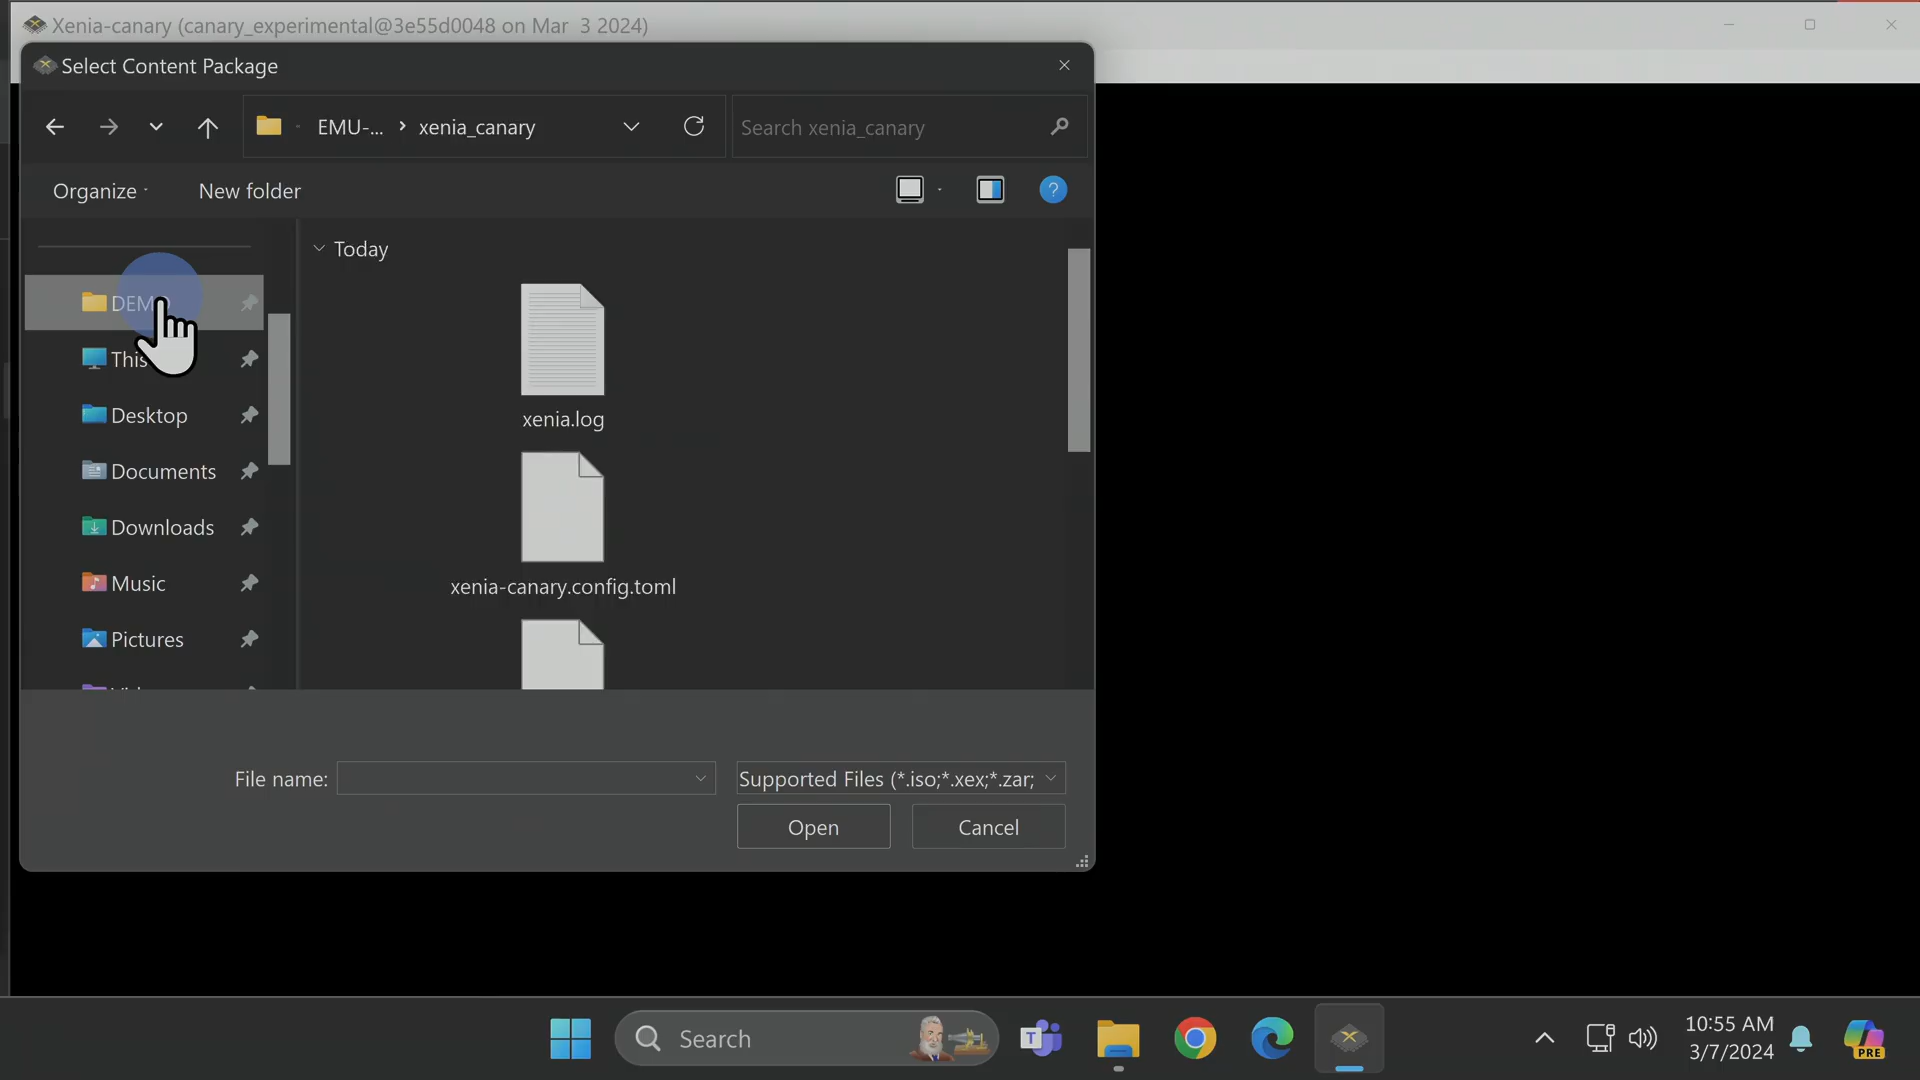 Xenia-canary (canary_experimental@3e55d0048 on Mar 3 2024)
Select Content Package
EMU-... > xenia_canary
Search xenia_canary
Organize
New folder
?
Today
DEMO
This
Desktop
Documents
Downloads
Music
Pictures
xenia.log
xenia-canary.config.toml
File name:
Supported Files (*.iso;*.xex;*.zar;
Open
Cancel
Search
T
10:55 AM
3/7/2024
PRE